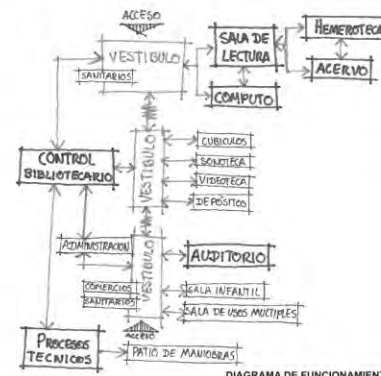 ACCESO
VESTIBULO
SANITARIOS
SALA DE
LECTURA
HEMEROTECA
ACERVO
COMPUTO
CONTROL
BIBLIOTECARIO
VESTIBULO
CUBICULOS
SONOTECA
VIDEOTECA
DEPÓSITOS
ADMINISTRACION
VESTIBULO
AUDITORIO
COMERCIOS
SANITARIOS
SALA INFANTIL
SALA DE USOS MULTIPLES
ACCESO
PROCESOS
TECNICOS
PATIO DE MANIOBRAS
DIAGRAMA DE FUNCIONAMIENT